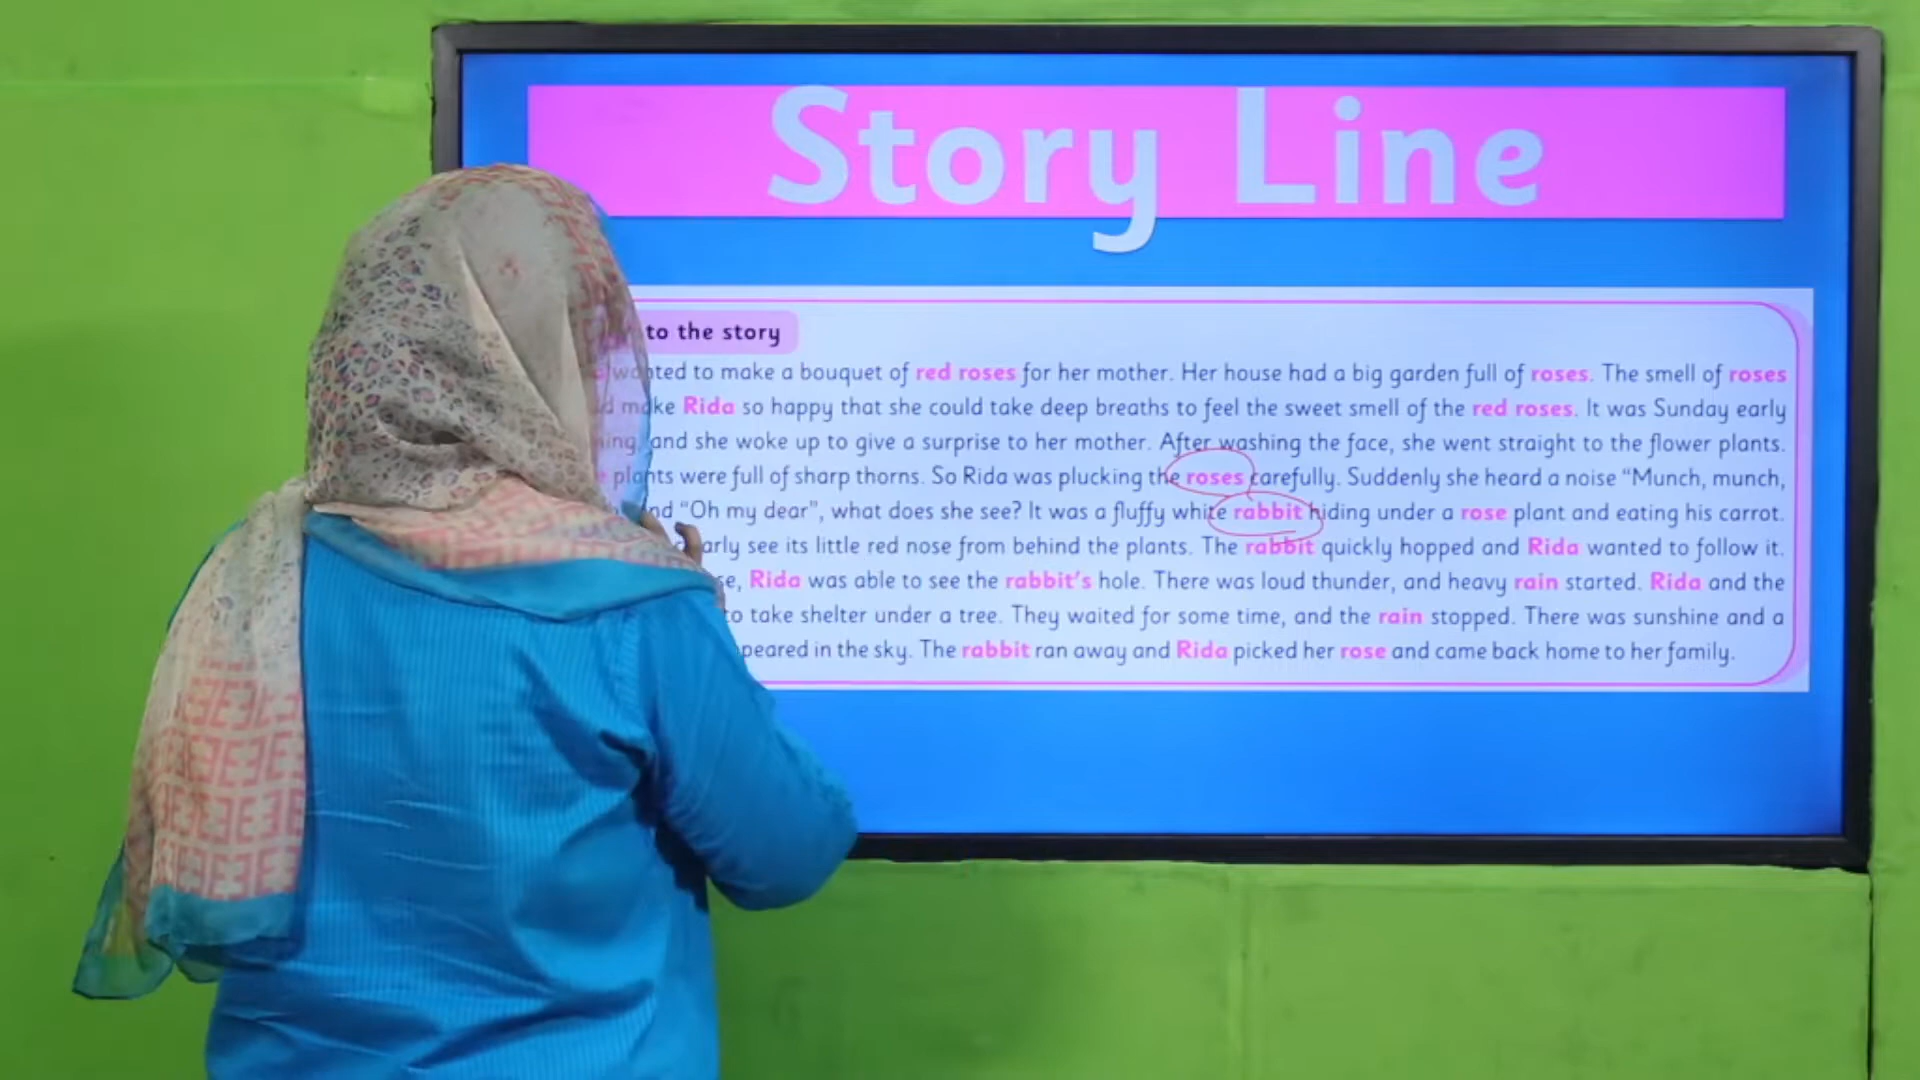 Story Line
to the story
wanted to make a bouquet of red roses for her mother. Her house had a big garden full of roses. The smell of roses
make Rida so happy that she could take deep breaths to feel the sweet smell of the red roses. It was Sunday early
and she woke up to give a surprise to her mother. After washing the face, she went straight to the flower plants.
plants were full of sharp thorns. So Rida was plucking the roses carefully. Suddenly she heard a noise “Munch, munch,
“Oh my dear”, what does she see? It was a fluffy white rabbit hiding under a rose plant and eating his carrot.
see its little red nose from behind the plants. The rabbit quickly hopped and Rida wanted to follow it.
Rida was able to see the rabbit’s hole. There was loud thunder, and heavy rain started. Rida and the
to take shelter under a tree. They waited for some time, and the rain stopped. There was sunshine and a
in the sky. The rabbit ran away and Rida picked her rose and came back home to her family.